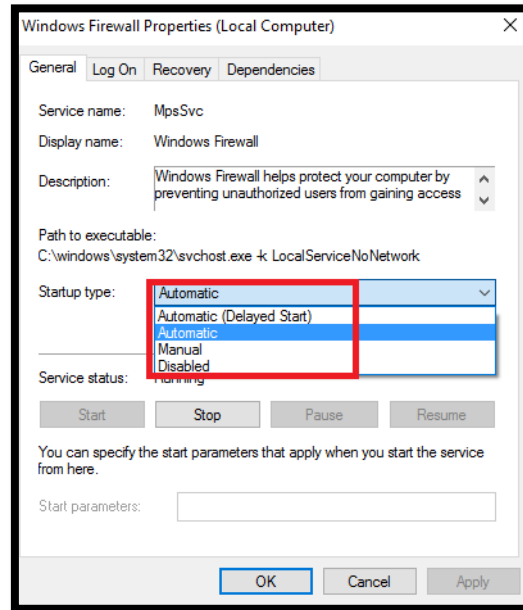 Windows Firewall Properties (Local Computer)
General Log On Recovery Dependencies
Service name: MpsSvc
Display name: Windows Firewall
Description: Windows Firewall helps protect your computer by
preventing unauthorized users from gaining access
Path to executable:
C:\windows\system32\svchost.exe -k LocalServiceNoNetwork
Startup type: Automatic
Automatic (Delayed Start)
Automatic
Manual
Disabled
Service status: Running
Start Stop Pause Resume
You can specify the start parameters that apply when you start the service
from here.
Start parameters:
OK Cancel Apply